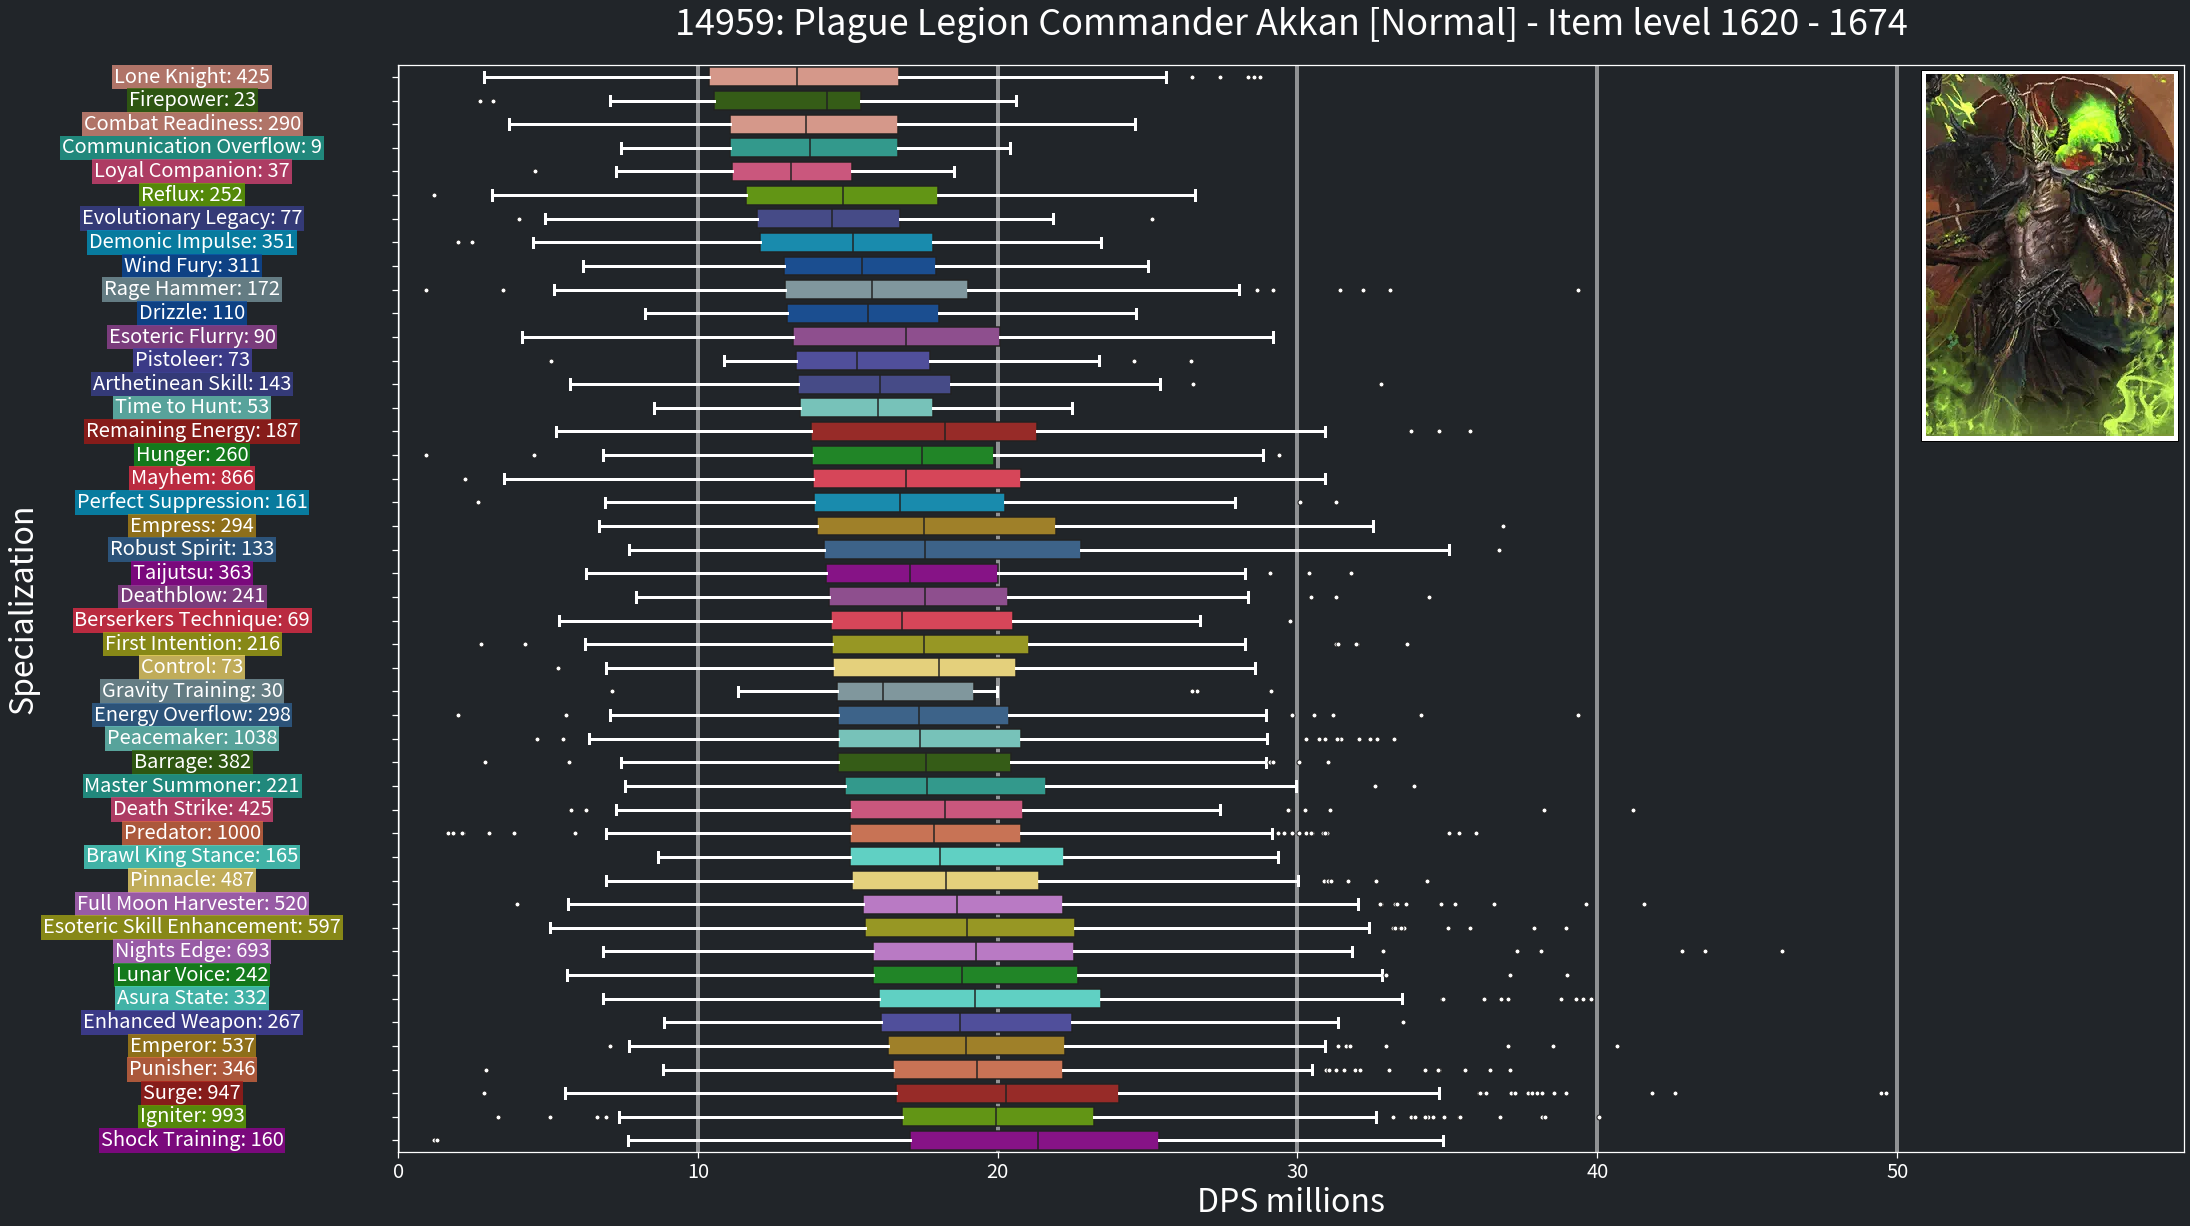 14959: Plague Legion Commander Akkan [Normal] - Item level 1620 - 1674
Specialization
Lone Knight: 425
Firepower: 23
Combat Readiness: 290
Communication Overflow: 9
Loyal Companion: 37
Reflux: 252
Evolutionary Legacy: 77
Demonic Impulse: 351
Wind Fury: 311
Rage Hammer: 172
Drizzle: 110
Esoteric Flurry: 90
Pistoleer: 73
Arthetinean Skill: 143
Time to Hunt: 53
Remaining Energy: 187
Hunger: 260
Mayhem: 866
Perfect Suppression: 161
Empress: 294
Robust Spirit: 133
Taijutsu: 363
Deathblow: 241
Berserkers Technique: 69
First Intention: 216
Control: 73
Gravity Training: 30
Energy Overflow: 298
Peacemaker: 1038
Barrage: 382
Master Summoner: 221
Death Strike: 425
Predator: 1000
Brawl King Stance: 165
Pinnacle: 487
Full Moon Harvester: 520
Esoteric Skill Enhancement: 597
Nights Edge: 693
Lunar Voice: 242
Asura State: 332
Enhanced Weapon: 267
Emperor: 537
Punisher: 346
Surge: 947
Igniter: 993
Shock Training: 160
0 10 20 30 40 50
DPS millions